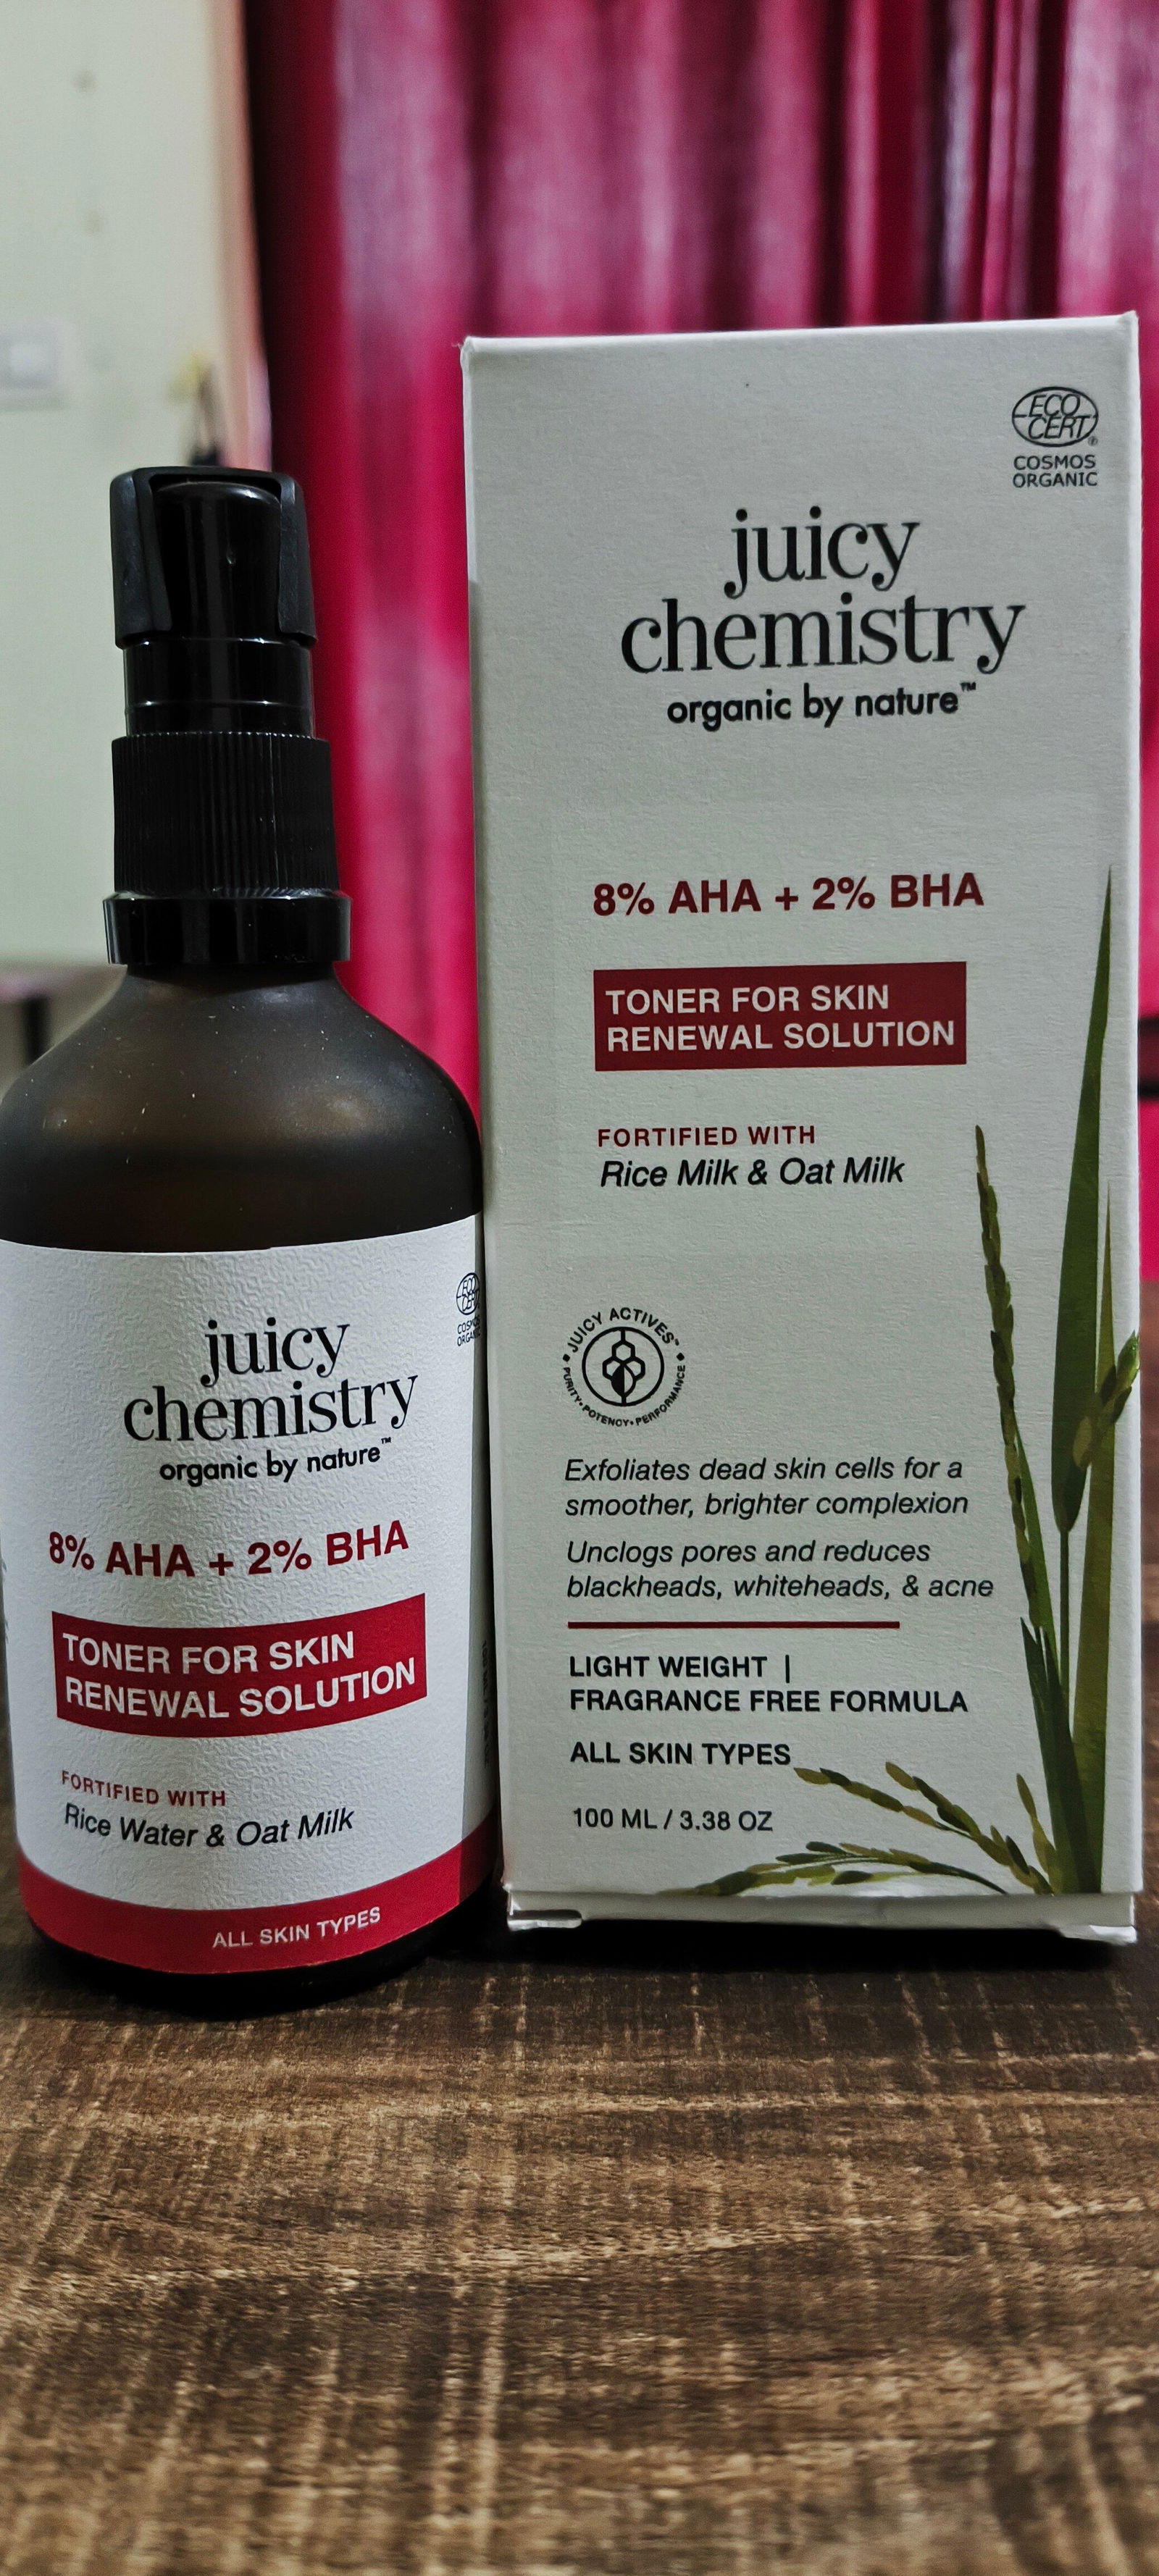 juicy
chemistry
organic by nature™
8% AHA + 2% BHA
TONER FOR SKIN
RENEWAL SOLUTION
FORTIFIED WITH
Rice Water & Oat Milk
ALL SKIN TYPES
ECO
CERT®
COSMOS
ORGANIC
juicy
chemistry
organic by nature™
8% AHA + 2% BHA
TONER FOR SKIN
RENEWAL SOLUTION
FORTIFIED WITH
Rice Milk & Oat Milk
JUICY ACTIVES™
PURITY • POTENCY • PERFORMANCE
Exfoliates dead skin cells for a
smoother, brighter complexion
Unclogs pores and reduces
blackheads, whiteheads, & acne
LIGHT WEIGHT |
FRAGRANCE FREE FORMULA
ALL SKIN TYPES
100 ML / 3.38 OZ